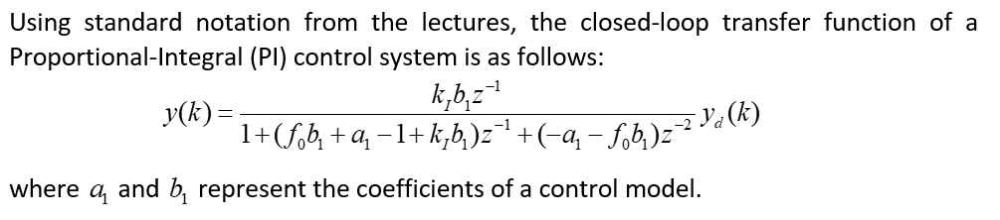 Using standard notation from the lectures, the closed-loop transfer function of a
Proportional-Integral (PI) control system is as follows:
y(k) = \frac{k_I b_1 z^{-1}}{1+(f_0 b_1 + a_1 - 1 + k_I b_1)z^{-1} + (-a_1 - f_0 b_1)z^{-2}} y_d(k)
where a_1 and b_1 represent the coefficients of a control model.